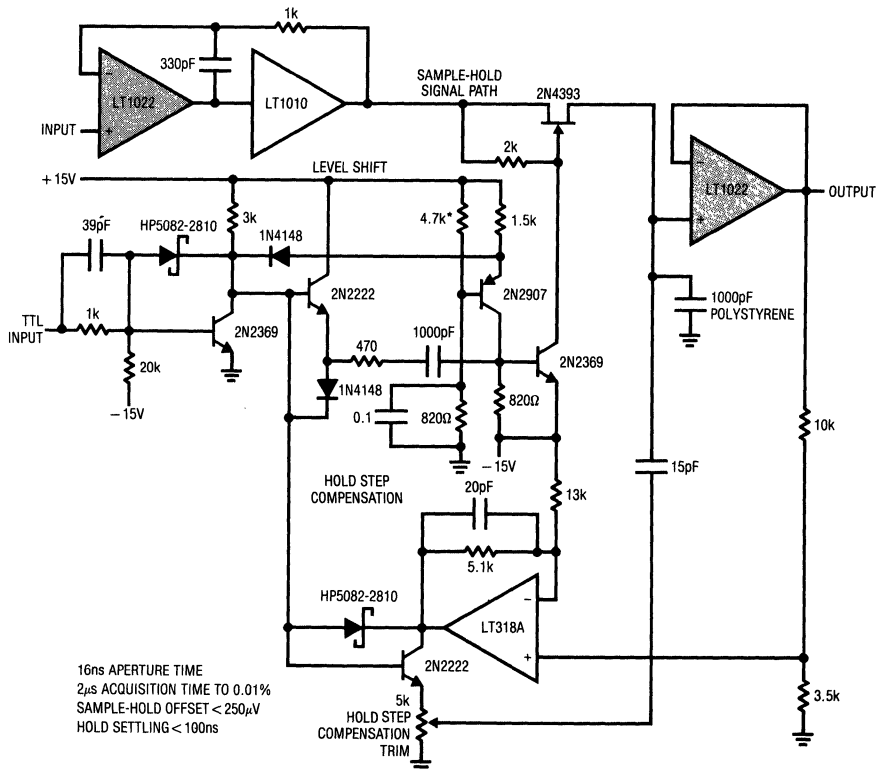 1k
330pF
SAMPLE-HOLD
SIGNAL PATH
2N4393
LT1022
LT1010
INPUT
−
+
2k
LT1022
−
+
OUTPUT
LEVEL SHIFT
+15V
39pF
HP5082-2810
3k
1N4148
4.7k*
1.5k
2N2222
2N2907
1000pF
POLYSTYRENE
TTL
INPUT
1k
2N2369
470
1000pF
2N2369
20k
1N4148
0.1
820Ω
820Ω
−15V
−15V
10k
15pF
HOLD STEP
COMPENSATION
20pF
13k
5.1k
HP5082-2810
LT318A
−
+
2N2222
3.5k
16ns APERTURE TIME
2μs ACQUISITION TIME TO 0.01%
SAMPLE-HOLD OFFSET < 250μV
HOLD SETTLING < 100ns
5k
HOLD STEP
COMPENSATION
TRIM